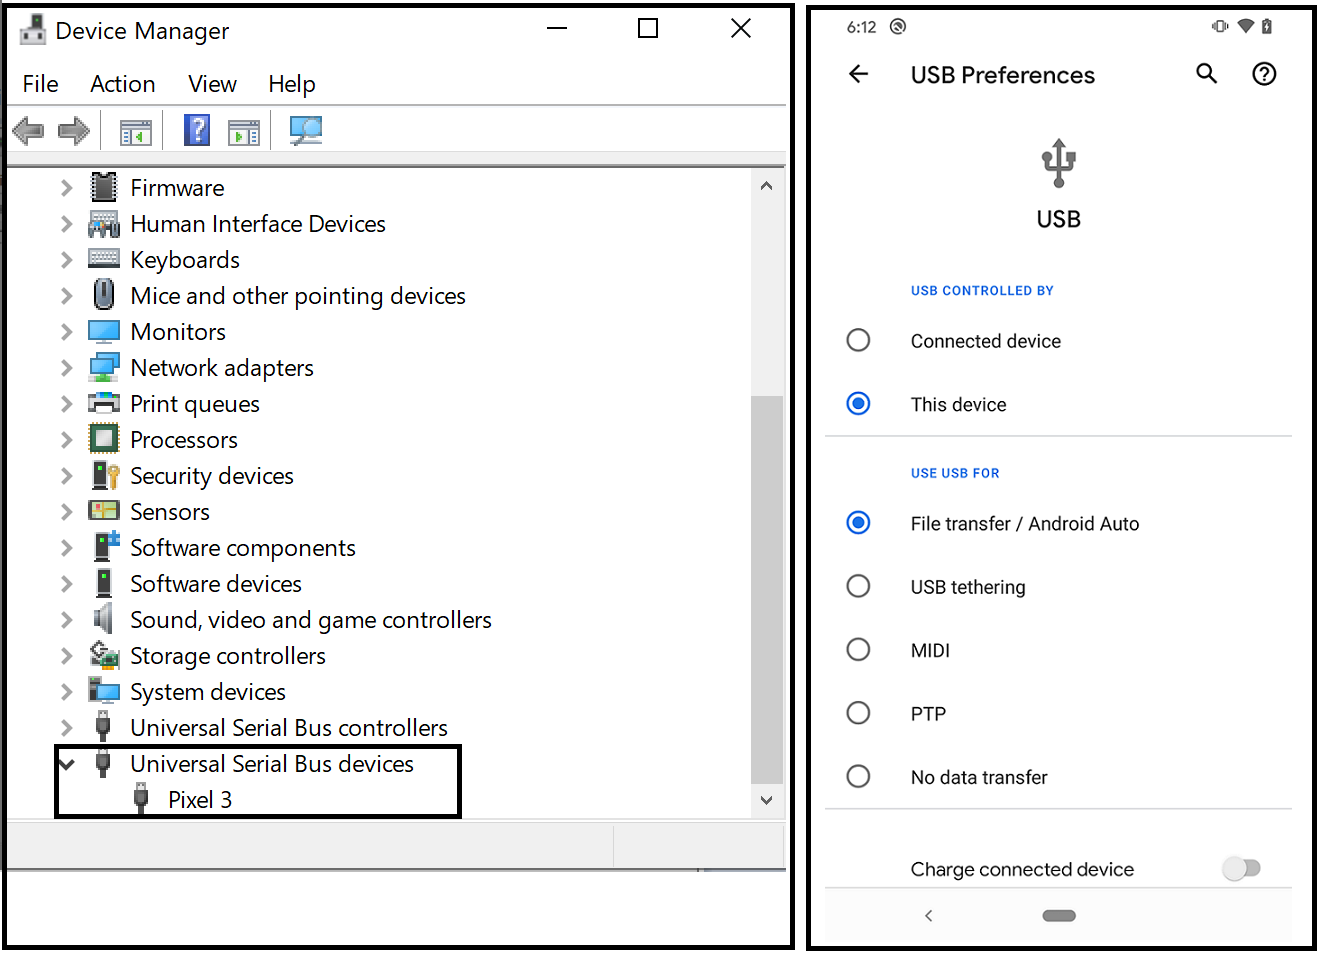 Device Manager
File Action View Help
Firmware
Human Interface Devices
Keyboards
Mice and other pointing devices
Monitors
Network adapters
Print queues
Processors
Security devices
Sensors
Software components
Software devices
Sound, video and game controllers
Storage controllers
System devices
Universal Serial Bus controllers
Universal Serial Bus devices
Pixel 3
6:12
USB Preferences
USB
USB CONTROLLED BY
Connected device
This device
USE USB FOR
File transfer / Android Auto
USB tethering
MIDI
PTP
No data transfer
Charge connected device